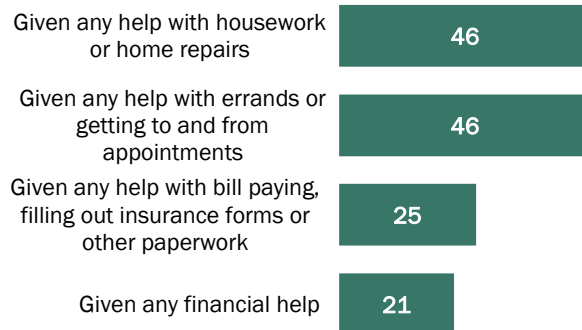 Given any help with housework
or home repairs
46
Given any help with errands or
getting to and from
appointments
46
Given any help with bill paying,
filling out insurance forms or
other paperwork
25
Given any financial help
21